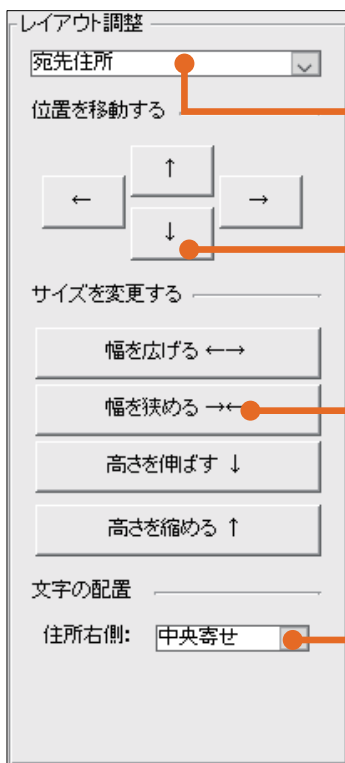 レイアウト調整
宛先住所
位置を移動する
↑
← →
↓
サイズを変更する
幅を広げる ←→
幅を狭める →←
高さを伸ばす ↓
高さを縮める ↑
文字の配置
住所右側: 中央寄せ